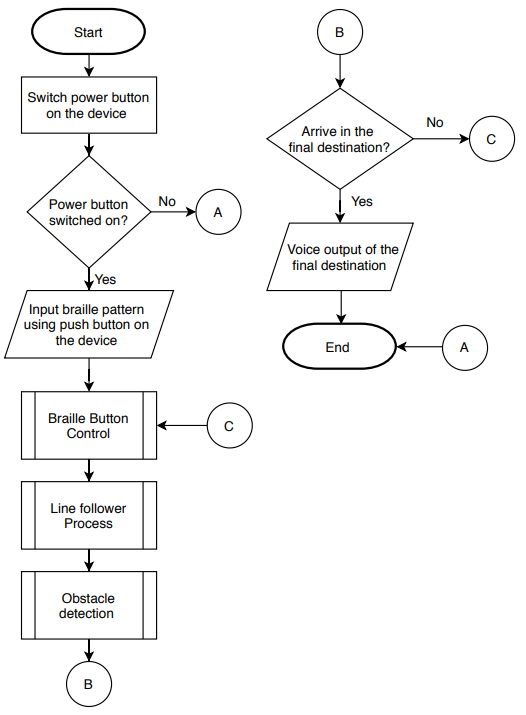 Start
Switch power button
on the device
Power button
switched on?
No
A
Yes
Input braille pattern
using push button on
the device
Braille Button
Control
C
Line follower
Process
Obstacle
detection
B
B
Arrive in the
final destination?
No
C
Yes
Voice output of the
final destination
End
A